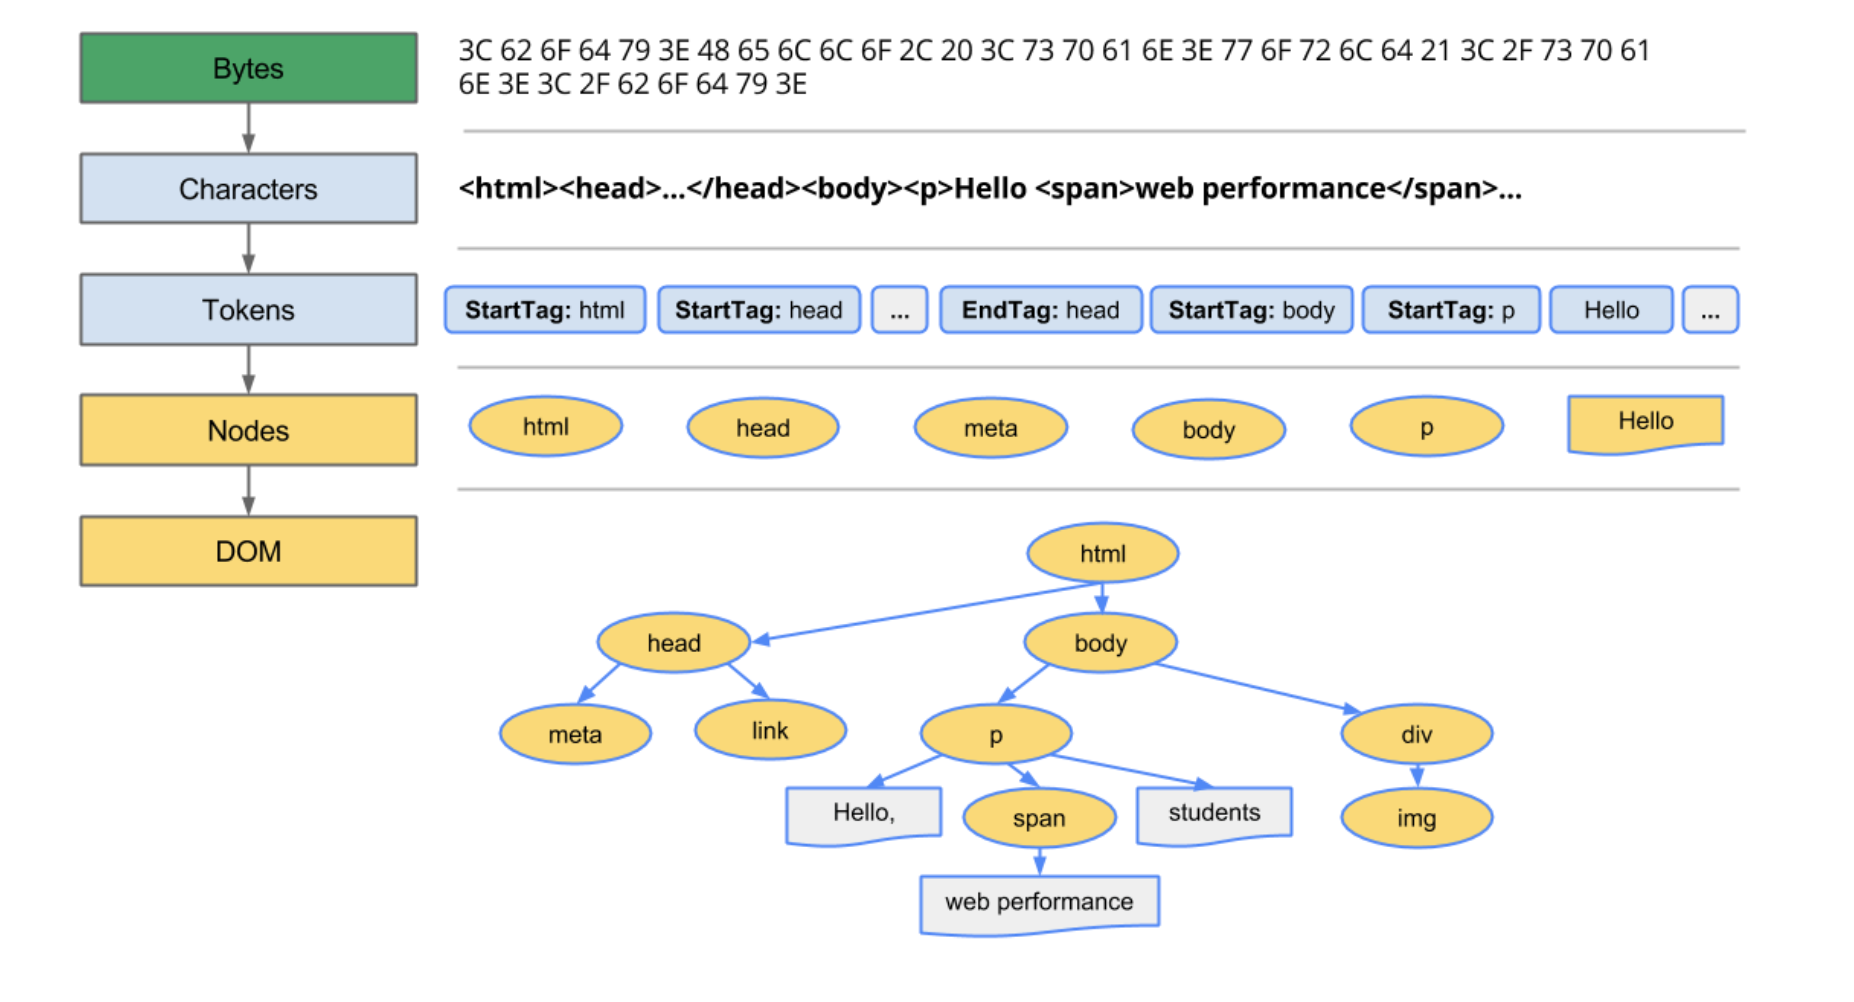 Bytes
3C 62 6F 64 79 3E 48 65 6C 6C 6F 2C 20 3C 73 70 61 6E 3E 77 6F 72 6C 64 21 3C 2F 73 70 61
6E 3E 3C 2F 62 6F 64 79 3E
Characters
<html><head>...</head><body><p>Hello <span>web performance</span>...
Tokens
StartTag: html
StartTag: head
...
EndTag: head
StartTag: body
StartTag: p
Hello
...
Nodes
html
head
meta
body
p
Hello
DOM
html
head
body
meta
link
p
div
Hello,
span
students
img
web performance